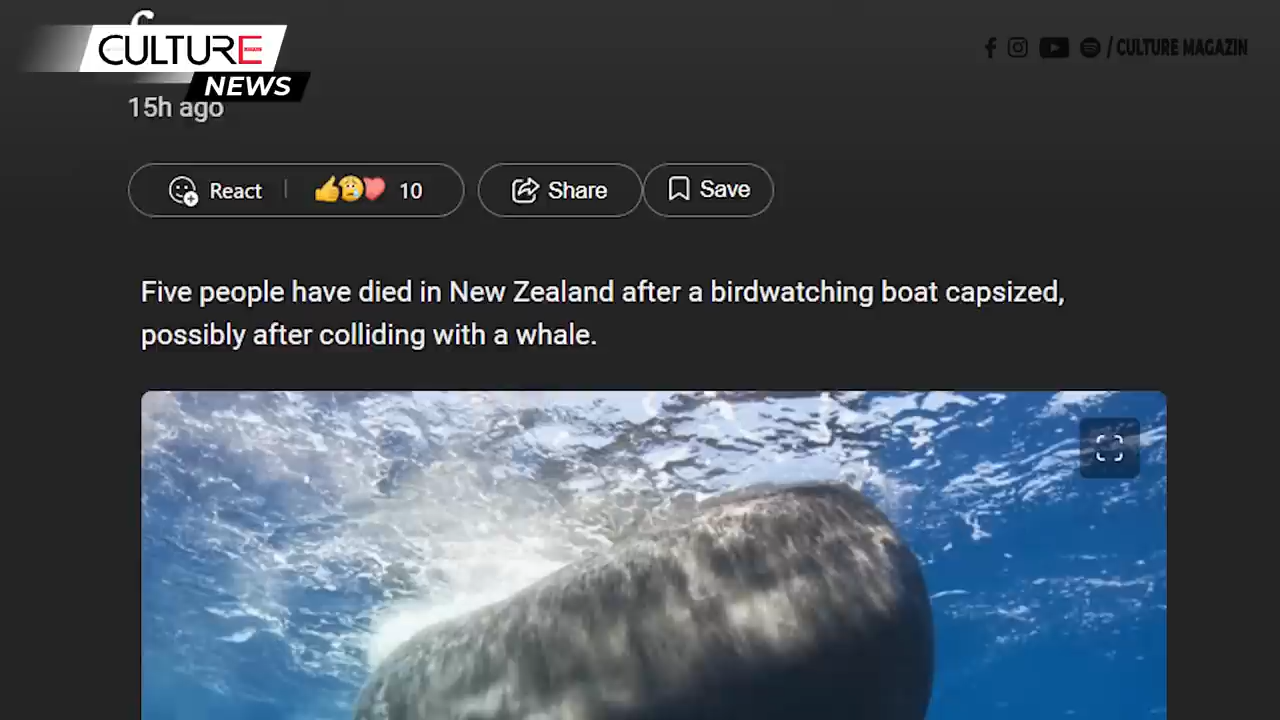 CULTURE
NEWS
/ CULTURE MAGAZIN
15h ago
React
10
Share
Save
Five people have died in New Zealand after a birdwatching boat capsized,
possibly after colliding with a whale.